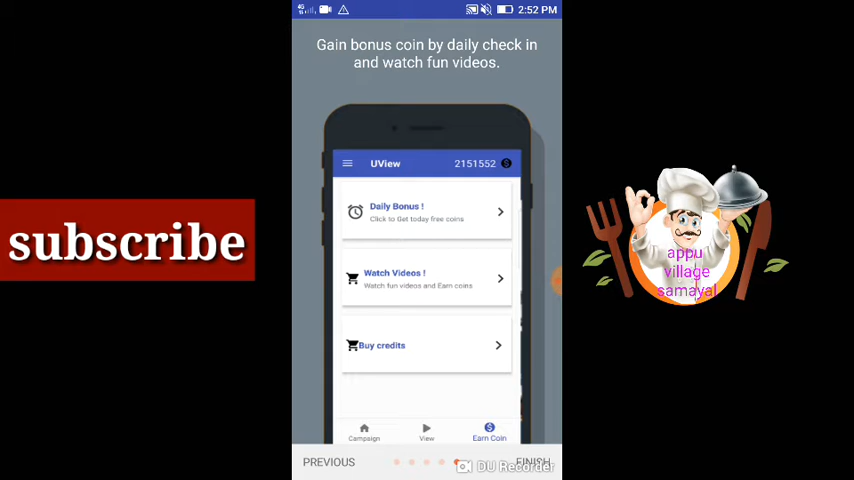 4G
2:52 PM
Gain bonus coin by daily check in
and watch fun videos.
UView
2151552
Daily Bonus !
Click to Get today free coins
Watch Videos !
Watch fun videos and Earn coins
Buy credits
Campaign
View
Earn Coin
PREVIOUS
FINISH
DU Recorder
subscribe
appu
village
samayal